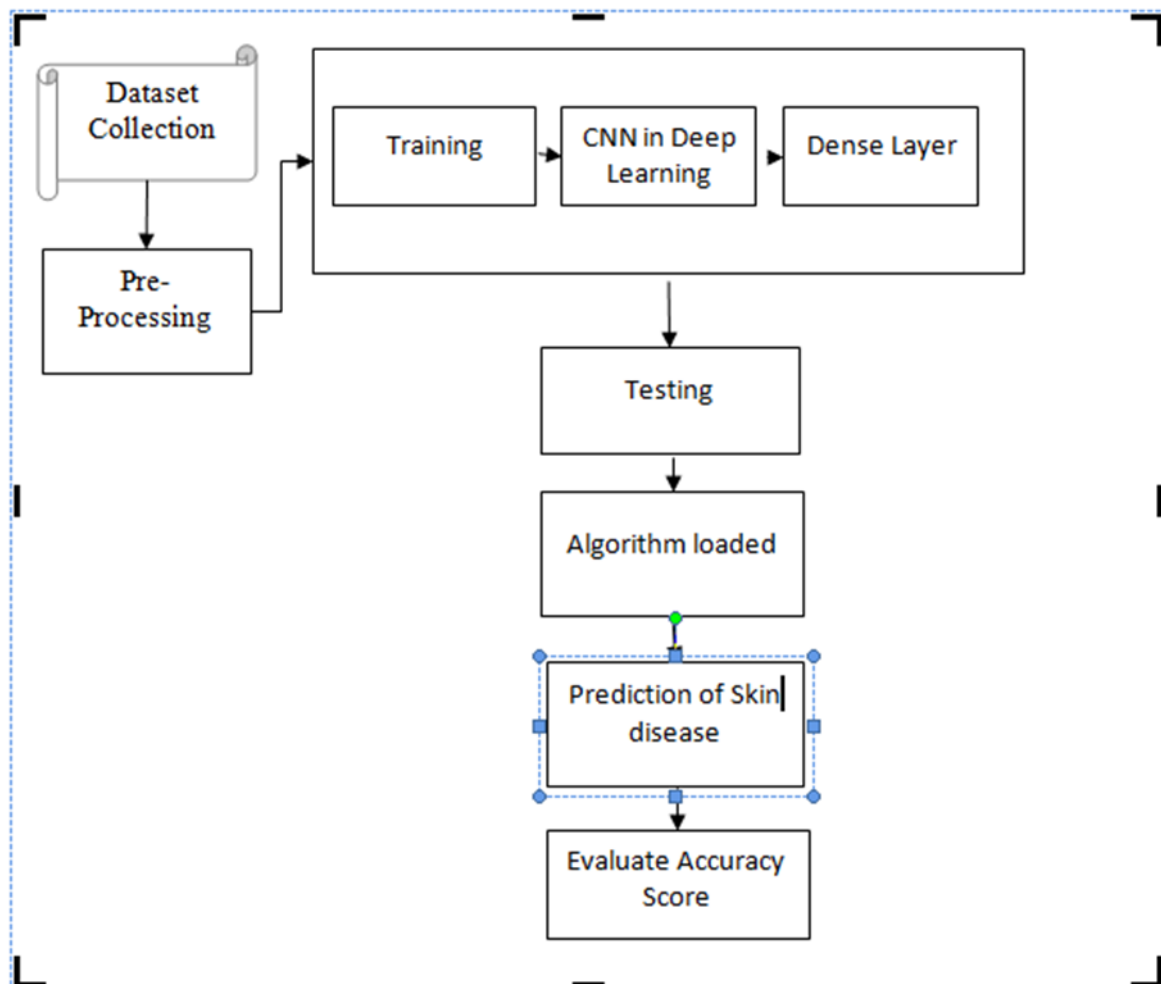 Dataset
Collection
Pre-
Processing
Training
CNN in Deep
Learning
Dense Layer
Testing
Algorithm loaded
Prediction of Skin
disease
Evaluate Accuracy
Score